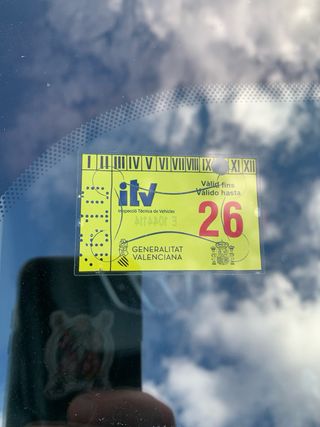 I II III IV V VI VII VIII IX XI XII
itv
Inspecció Tècnica de Vehicles
Vàlid fins
Válido hasta
26
GENERALITAT
VALENCIANA